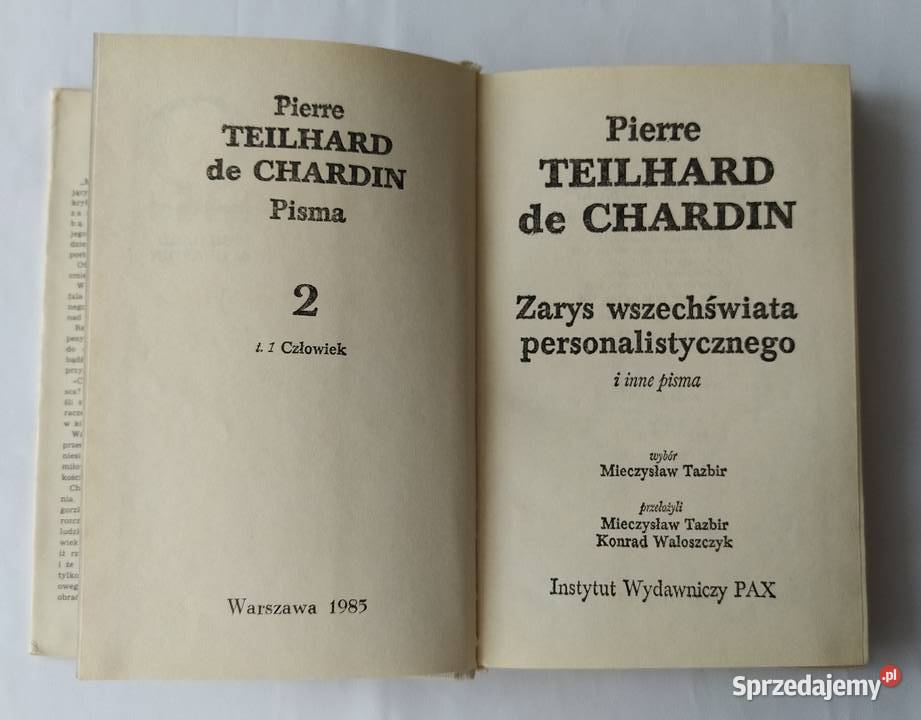 Pierre
TEILHARD
de CHARDIN
Pisma
2
t. 1 Człowiek
Warszawa 1985
Pierre
TEILHARD
de CHARDIN
Zarys wszechświata
personalistycznego
i inne pisma
wybór
Mieczysław Tazbir
przełożyli
Mieczysław Tazbir
Konrad Waloszczyk
Instytut Wydawniczy PAX
Sprzedajemy.pl